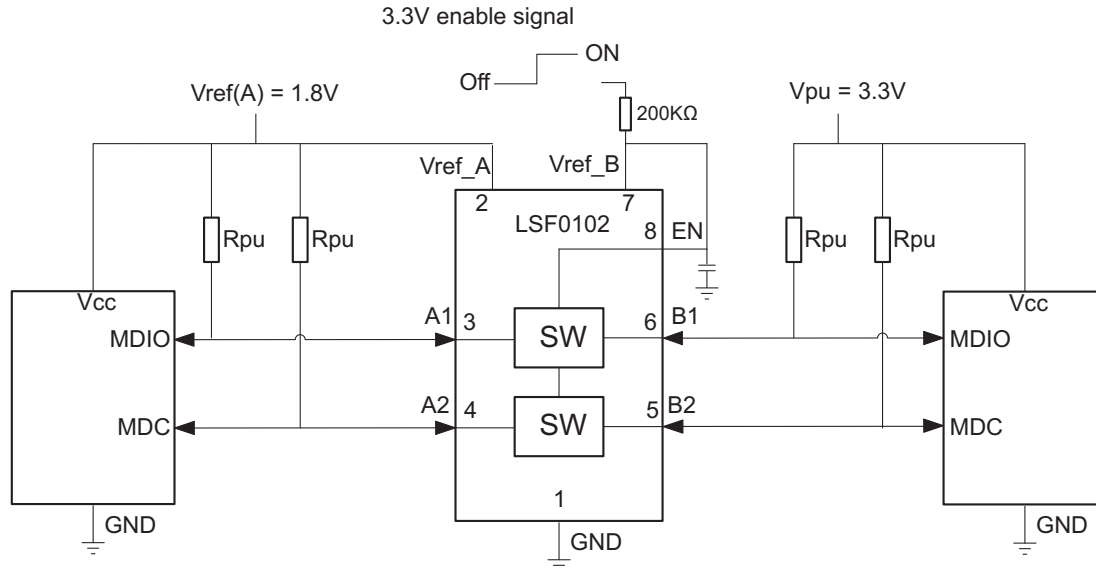 3.3V enable signal
ON
Off
Vref(A) = 1.8V
200KΩ
Vpu = 3.3V
Vref_A
Vref_B
2
7
LSF0102
8
EN
Rpu
Rpu
Rpu
Rpu
Vcc
Vcc
A1
3
SW
6
B1
MDIO
MDIO
A2
4
SW
5
B2
MDC
MDC
1
GND
GND
GND